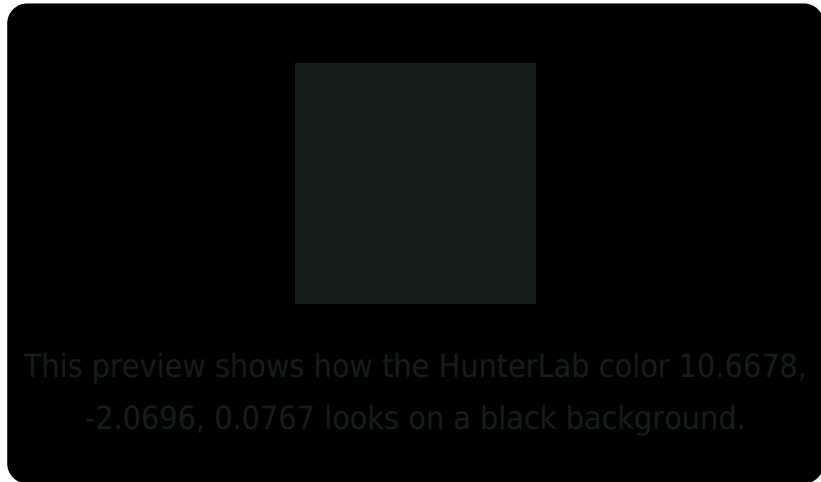 This preview shows how the HunterLab color 10.6678,
-2.0696, 0.0767 looks on a black background.